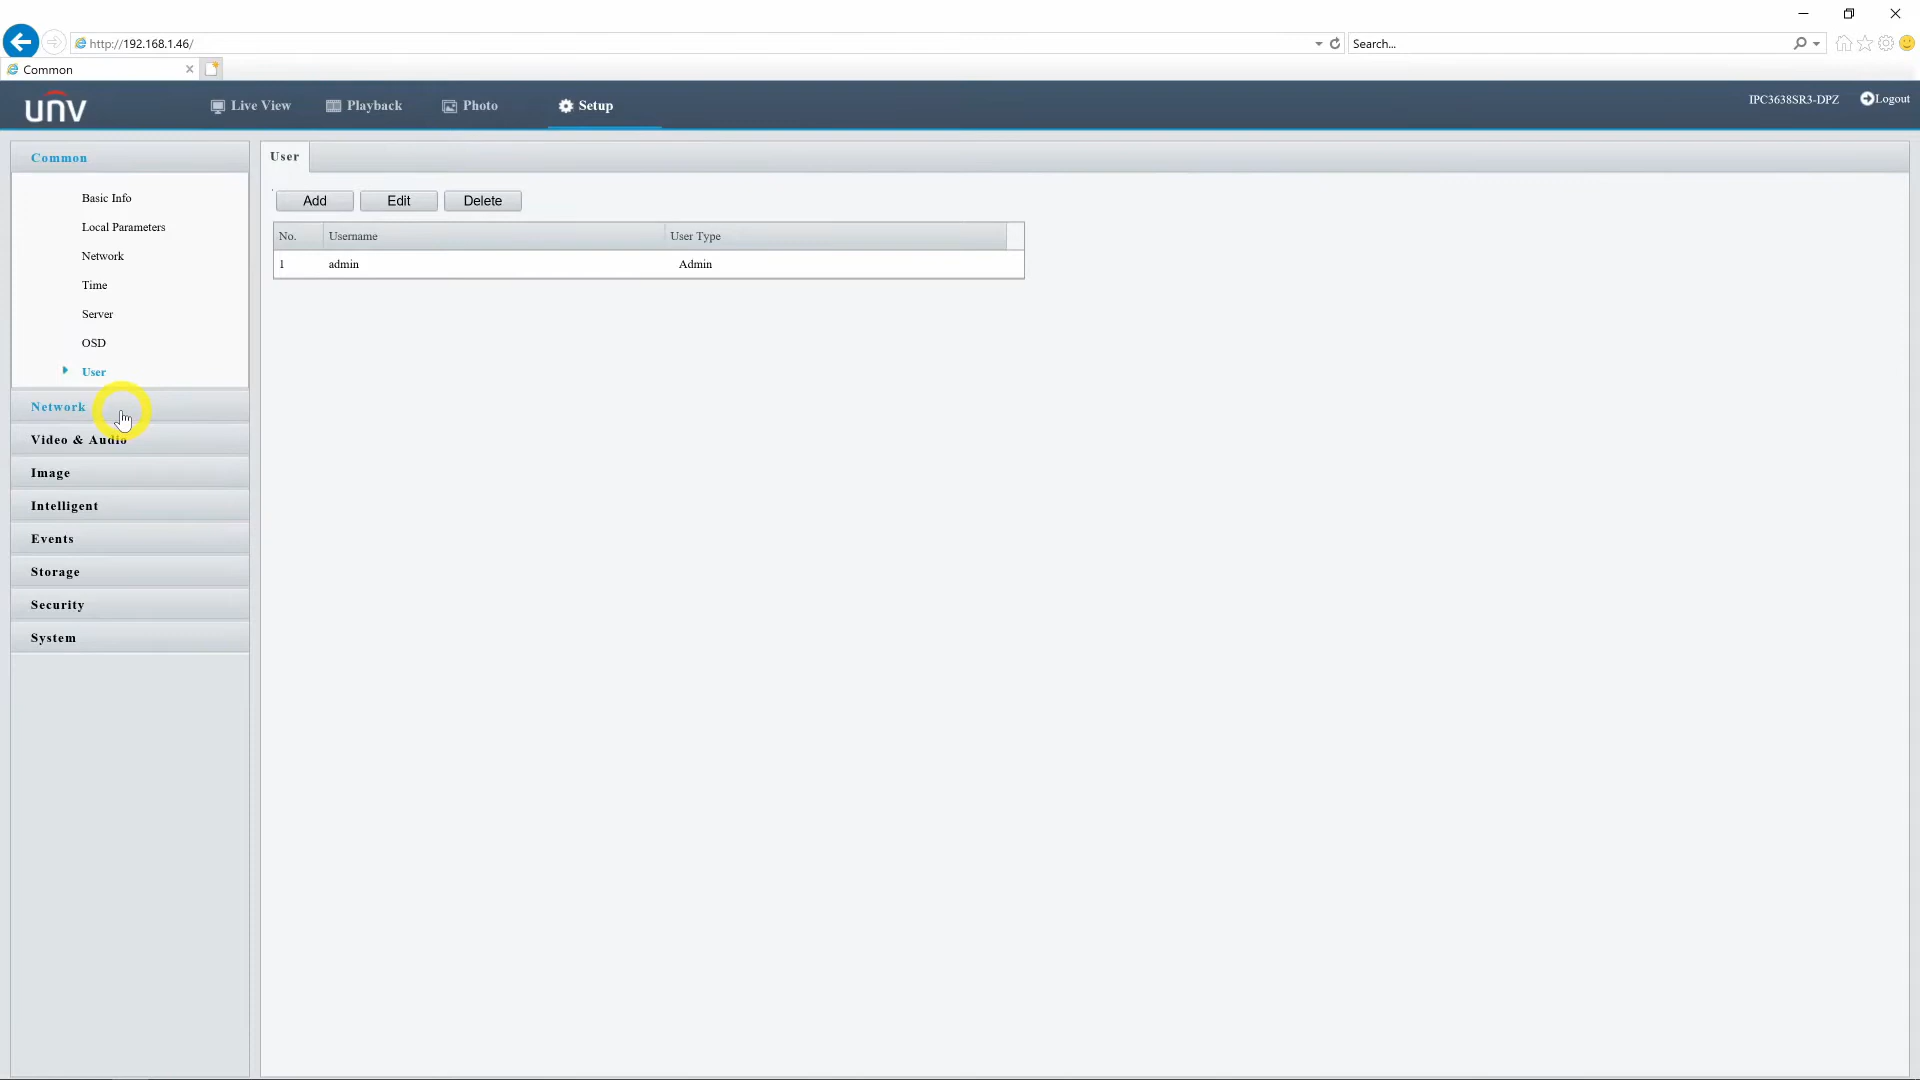 http://192.168.1.46/
Search...
Common
unv
Live View
Playback
Photo
Setup
IPC3638SR3-DPZ
Logout
Common
Basic Info
Local Parameters
Network
Time
Server
OSD
User
Network
Video & Audio
Image
Intelligent
Events
Storage
Security
System
User
Add Edit Delete
No. Username User Type
1 admin Admin